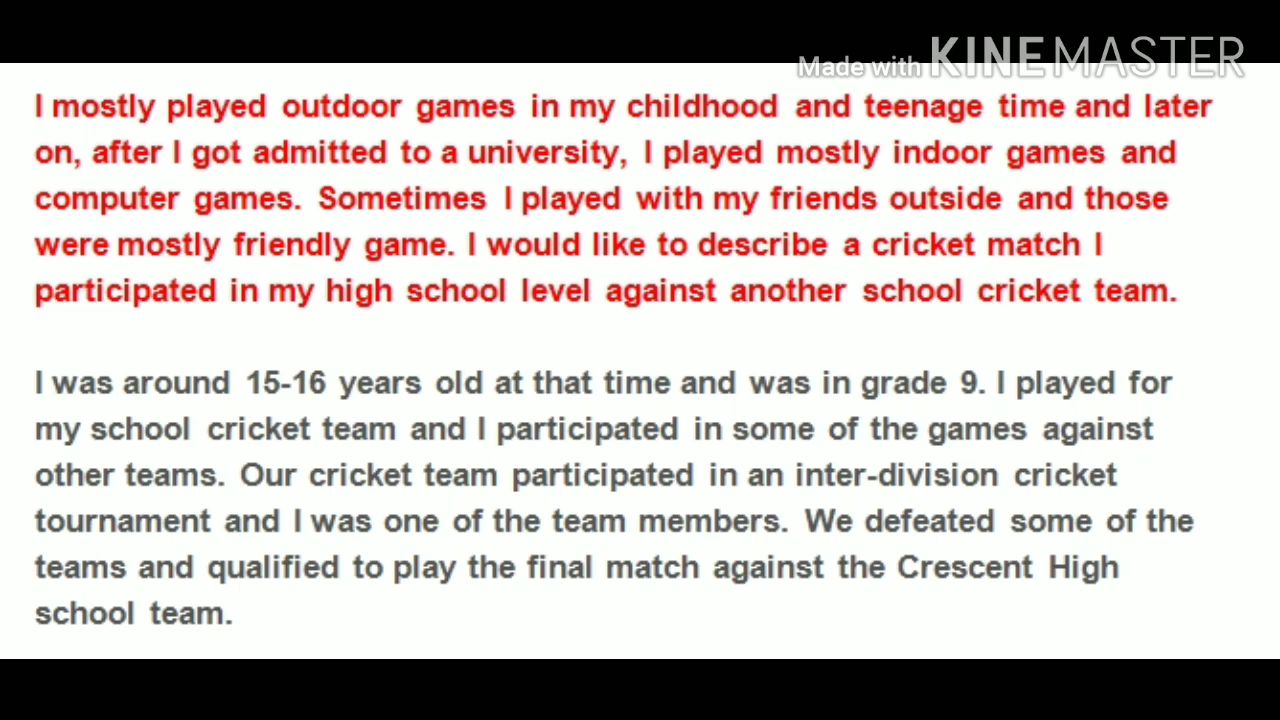 Made with KINEMASTER
I mostly played outdoor games in my childhood and teenage time and later
on, after I got admitted to a university, I played mostly indoor games and
computer games. Sometimes I played with my friends outside and those
were mostly friendly game. I would like to describe a cricket match I
participated in my high school level against another school cricket team.
I was around 15-16 years old at that time and was in grade 9. I played for
my school cricket team and I participated in some of the games against
other teams. Our cricket team participated in an inter-division cricket
tournament and I was one of the team members. We defeated some of the
teams and qualified to play the final match against the Crescent High
school team.